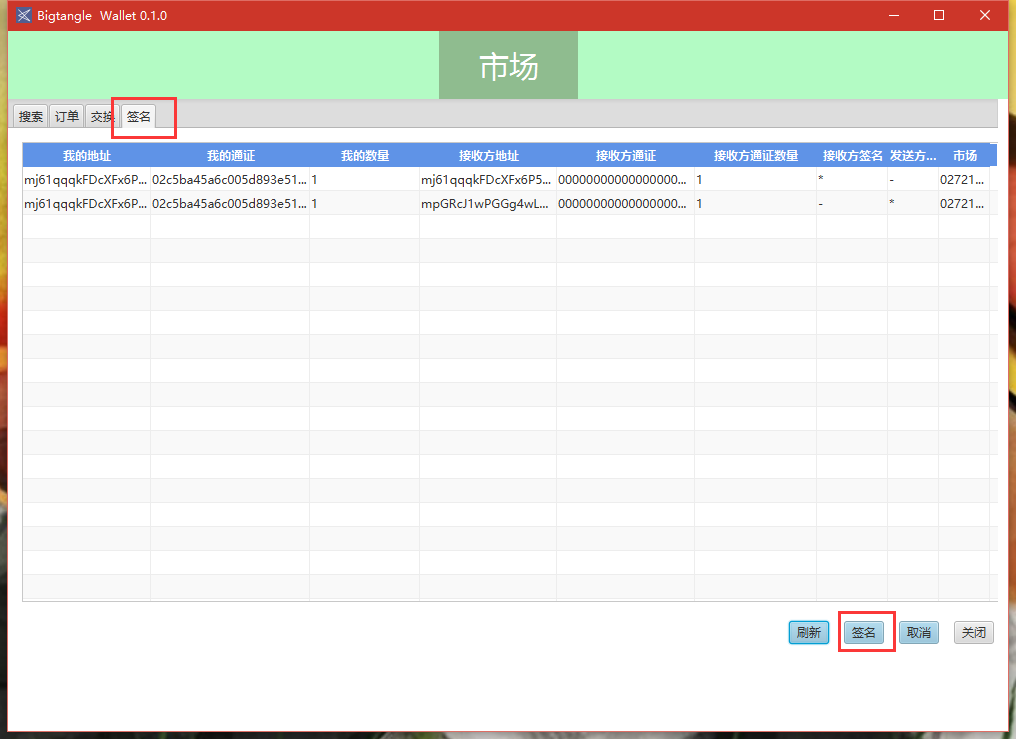 Bigtangle Wallet 0.1.0
市场
搜索 订单 交换 签名
我的地址 我的通证 我的数量 接收方地址 接收方通证 接收方通证数量 接收方签名 发送方... 市场
mj61qqqkFDcXFx6P... 02c5ba45a6c005d893e51... 1 mj61qqqkFDcXFx6P5... 00000000000000000... 1 * - 02721...
mj61qqqkFDcXFx6P... 02c5ba45a6c005d893e51... 1 mpGRcJ1wPGGg4wL... 00000000000000000... 1 - * 02721...
刷新 签名 取消 关闭